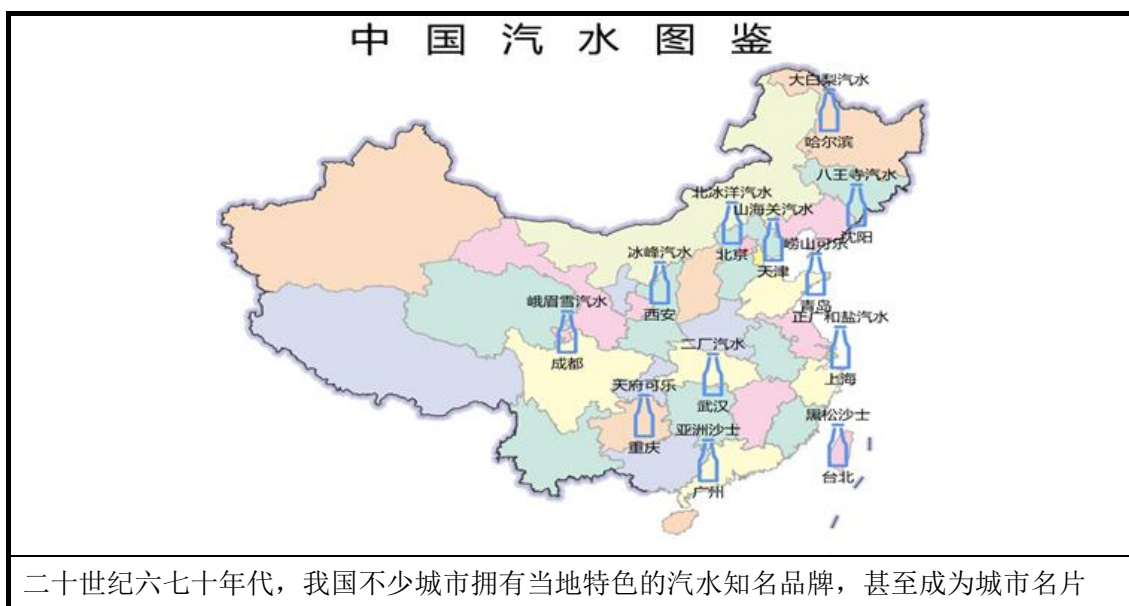 中国汽水图鉴
大白梨汽水
哈尔滨
八王寺汽水
沈阳
北冰洋汽水
北京
山海关汽水
天津
崂山可乐
青岛
冰峰汽水
西安
峨眉雪汽水
成都
正广和盐汽水
上海
二厂汽水
武汉
天府可乐
重庆
亚洲沙士
广州
黑松沙士
台北
二十世纪六七十年代，我国不少城市拥有当地特色的汽水知名品牌，甚至成为城市名片